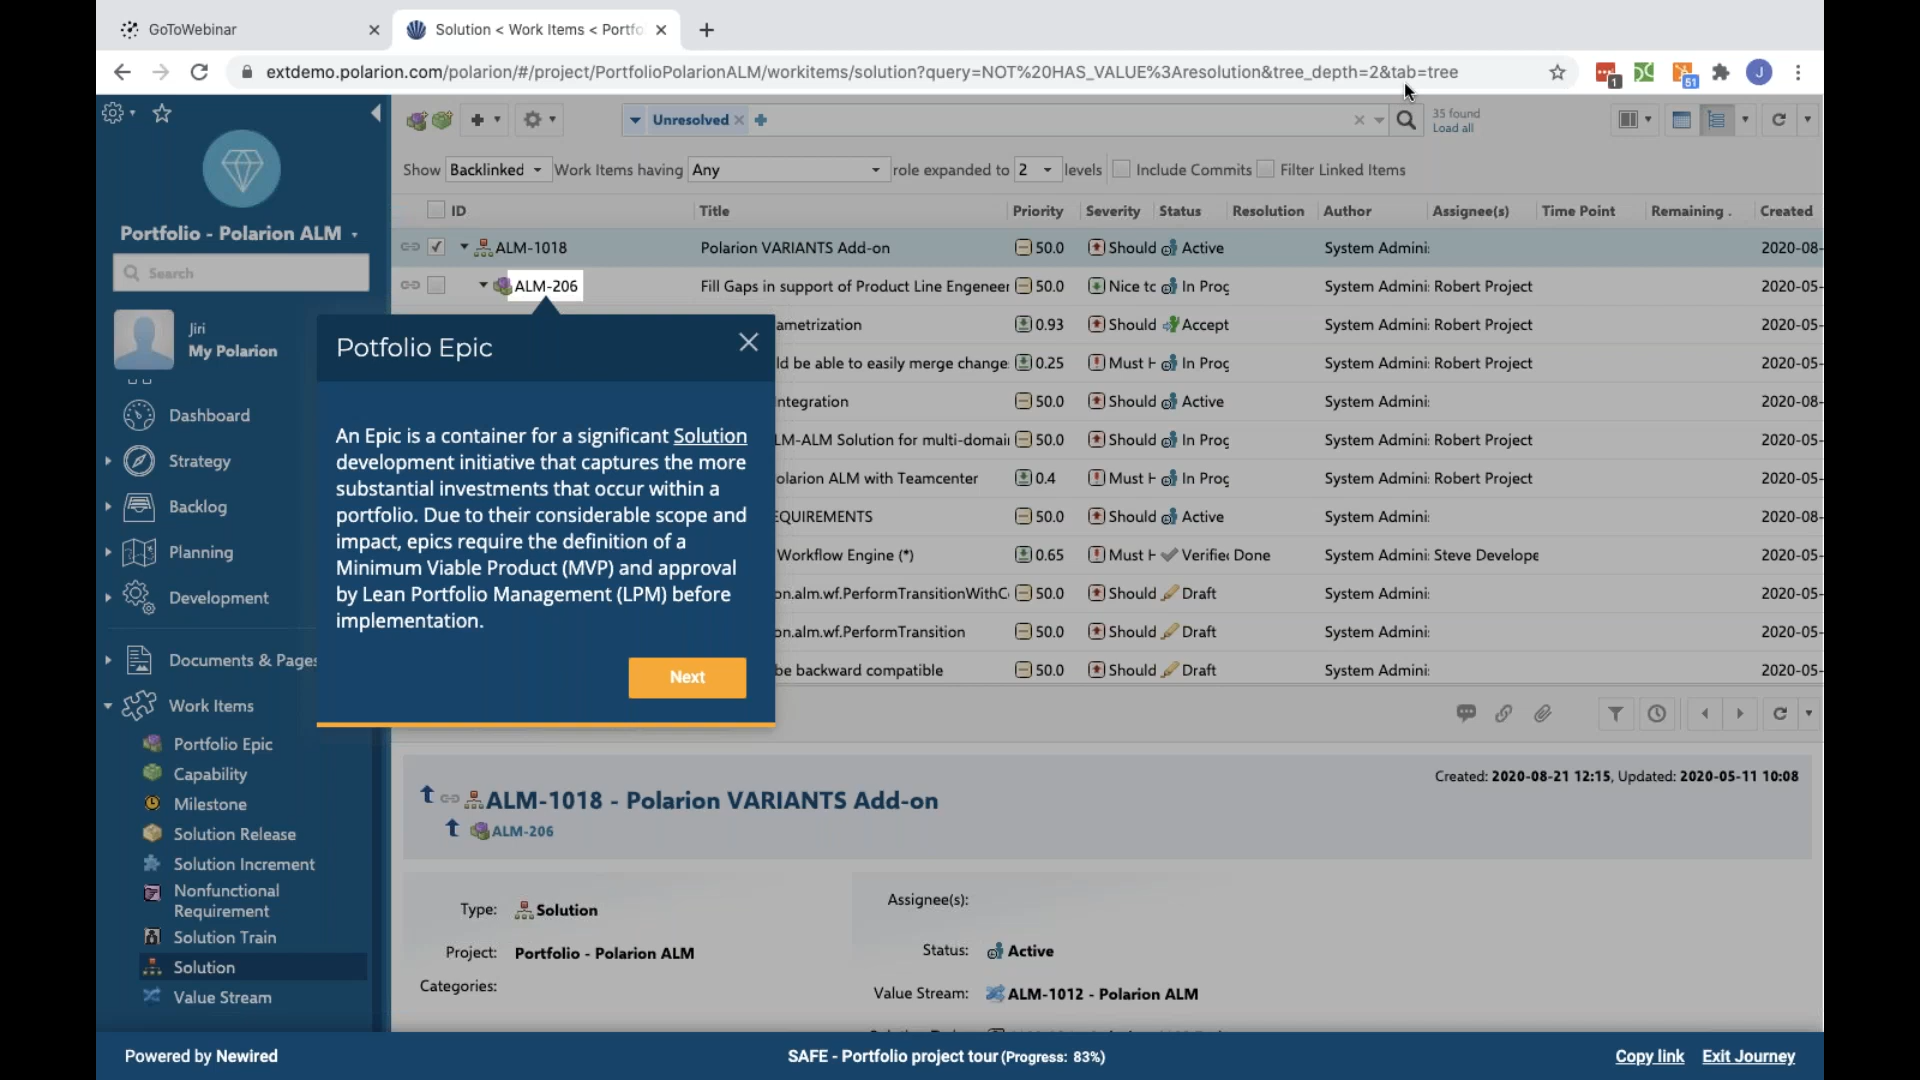 GoToWebinar
Solution < Work Items < Portfo
extdemo.polarion.com/polarion/#/project/PortfolioPolarionALM/workitems/solution?query=NOT%20HAS_VALUE%3Aresolution&tree_depth=2&tab=tree
1
51
J
Unresolved
35 found
Load all
Show Backlinked Work Items having Any role expanded to 2 levels Include Commits Filter Linked Items
ID Title Priority Severity Status Resolution Author Assignee(s) Time Point Remaining . Created
ALM-1018 Polarion VARIANTS Add-on 50.0 Should Active System Admini: 2020-08-
ALM-206 Fill Gaps in support of Product Line Engeneer 50.0 Nice tc In Prog System Admini: Robert Project 2020-05-
ametrization 0.93 Should Accept System Admini: Robert Project 2020-05-
ld be able to easily merge change: 0.25 Must H In Prog System Admini: Robert Project 2020-05-
ntegration 50.0 Should Active System Admini: 2020-08-
LM-ALM Solution for multi-domai 50.0 Should In Prog System Admini: Robert Project 2020-05-
olarion ALM with Teamcenter 0.4 Must H In Prog System Admini: Robert Project 2020-05-
EQUIREMENTS 50.0 Should Active System Admini: 2020-08-
Workflow Engine (*) 0.65 Must H Verified Done System Admini: Steve Develope 2020-05-
on.alm.wf.PerformTransitionWithC 50.0 Should Draft System Admini: 2020-05-
on.alm.wf.PerformTransition 50.0 Should Draft System Admini: 2020-05-
be backward compatible 50.0 Should Draft System Admini: 2020-05-
Portfolio - Polarion ALM
Search
Jiri
My Polarion
Dashboard
Strategy
Backlog
Planning
Development
Documents & Pages
Work Items
Portfolio Epic
Capability
Milestone
Solution Release
Solution Increment
Nonfunctional
Requirement
Solution Train
Solution
Value Stream
Potfolio Epic
An Epic is a container for a significant Solution
development initiative that captures the more
substantial investments that occur within a
portfolio. Due to their considerable scope and
impact, epics require the definition of a
Minimum Viable Product (MVP) and approval
by Lean Portfolio Management (LPM) before
implementation.
Next
Created: 2020-08-21 12:15, Updated: 2020-05-11 10:08
ALM-1018 - Polarion VARIANTS Add-on
ALM-206
Type: Solution
Project: Portfolio - Polarion ALM
Categories:
Assignee(s):
Status: Active
Value Stream: ALM-1012 - Polarion ALM
Powered by Newired
SAFE - Portfolio project tour (Progress: 83%)
Copy link Exit Journey